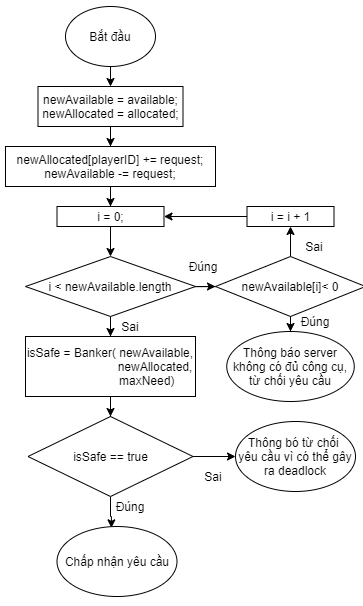 Bắt đầu
newAvailable = available;
newAllocated = allocated;
newAllocated[playerID] += request;
newAvailable -= request;
i = 0;
i = i + 1
Sai
Đúng
i < newAvailable.length
newAvailable[i]< 0
Sai
Đúng
isSafe = Banker( newAvailable,
newAllocated,
maxNeed)
Thông báo server
không có đủ công cụ,
từ chối yêu cầu
isSafe == true
Thông bó từ chối
yêu cầu vì có thể gây
ra deadlock
Sai
Đúng
Chấp nhận yêu cầu